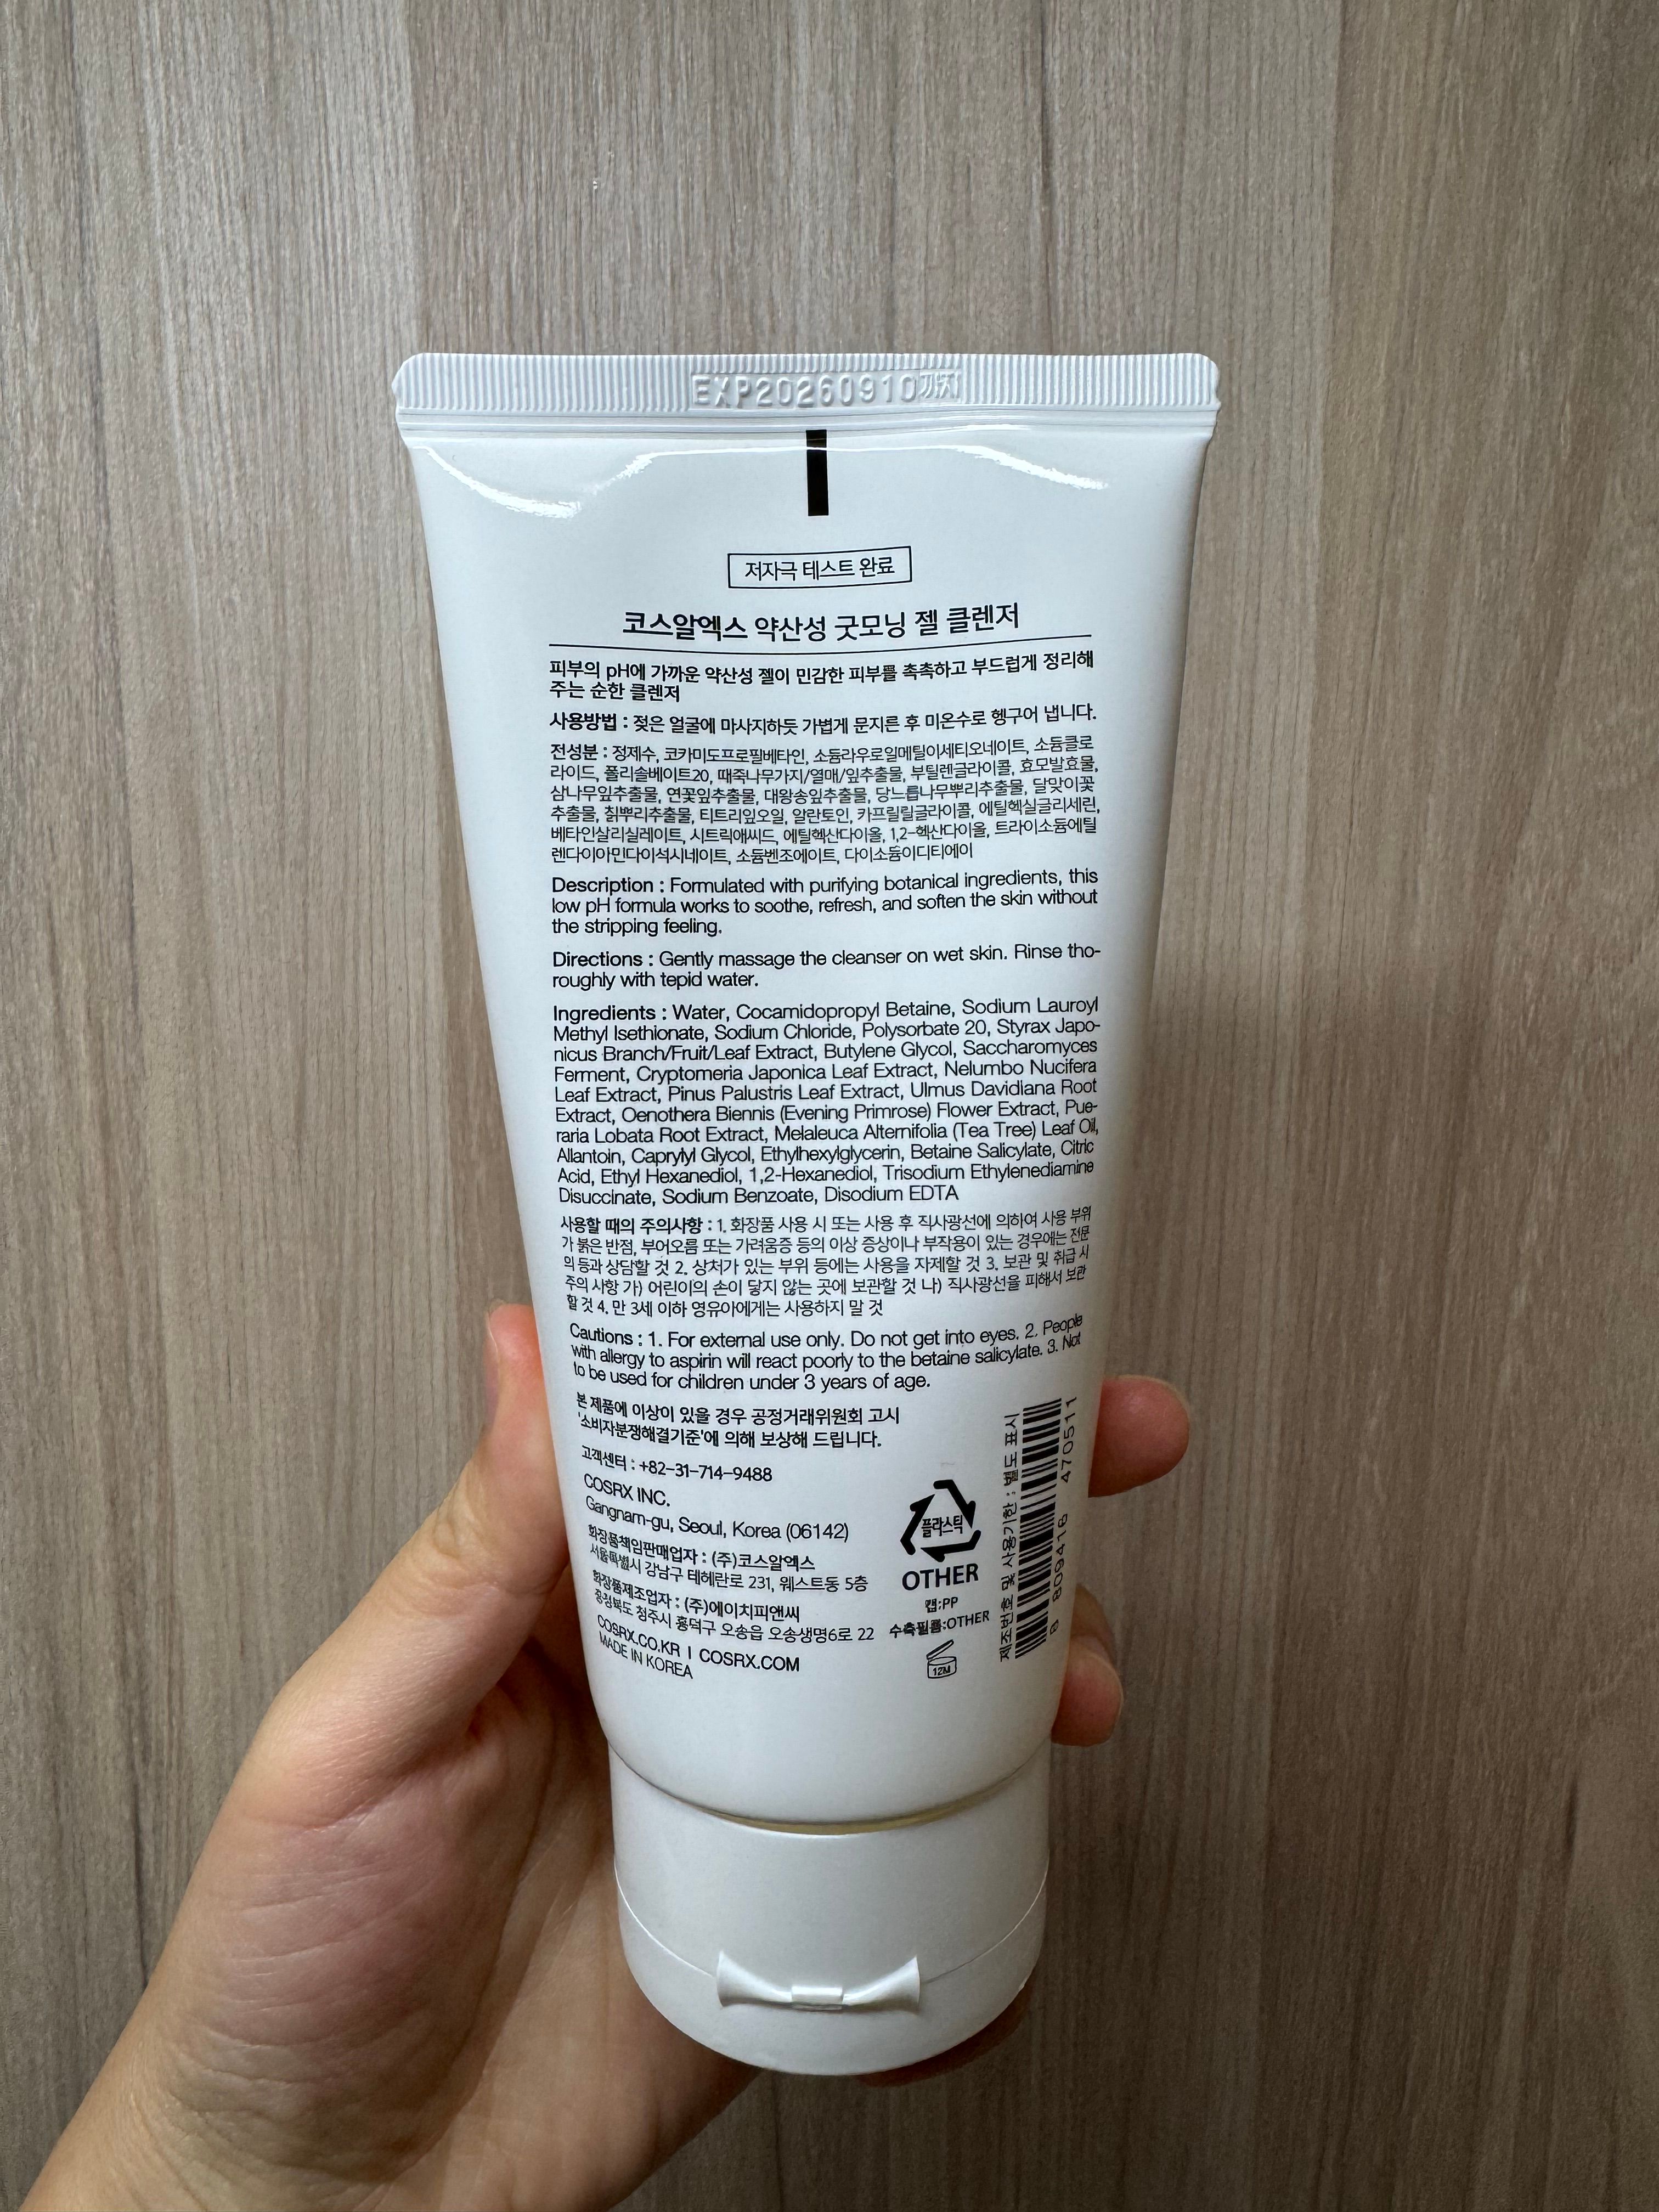 EXP20260910까지
저자극 테스트 완료
코스알엑스 약산성 굿모닝 젤 클렌저
피부의 pH에 가까운 약산성 젤이 민감한 피부를 촉촉하고 부드럽게 정리해
주는 순한 클렌저
사용방법 : 젖은 얼굴에 마사지하듯 가볍게 문지른 후 미온수로 헹구어 냅니다.
전성분 : 정제수, 코카미도프로필베타인, 소듐라우로일메틸이세티오네이트, 소듐클로
라이드, 폴리솔베이트20, 때죽나무가지/열매/잎추출물, 부틸렌글라이콜, 효모발효물,
삼나무잎추출물, 연꽃잎추출물, 대왕송잎추출물, 당느릅나무뿌리추출물, 달맞이꽃
추출물, 칡뿌리추출물, 티트리잎오일, 알란토인, 카프릴릴글라이콜, 에틸헥실글리세린,
베타인살리실레이트, 시트릭애씨드, 에틸헥산다이올, 1,2-헥산다이올, 트라이소듐에틸
렌다이아민다이석시네이트, 소듐벤조에이트, 다이소듐이디티에이
Description : Formulated with purifying botanical ingredients, this
low pH formula works to soothe, refresh, and soften the skin without
the stripping feeling.
Directions : Gently massage the cleanser on wet skin. Rinse tho-
roughly with tepid water.
Ingredients : Water, Cocamidopropyl Betaine, Sodium Lauroyl
Methyl Isethionate, Sodium Chloride, Polysorbate 20, Styrax Japo-
nicus Branch/Fruit/Leaf Extract, Butylene Glycol, Saccharomyces
Ferment, Cryptomeria Japonica Leaf Extract, Nelumbo Nucifera
Leaf Extract, Pinus Palustris Leaf Extract, Ulmus Davidiana Root
Extract, Oenothera Biennis (Evening Primrose) Flower Extract, Pue-
raria Lobata Root Extract, Melaleuca Alternifolia (Tea Tree) Leaf Oil,
Allantoin, Caprylyl Glycol, Ethylhexylglycerin, Betaine Salicylate, Citric
Acid, Ethyl Hexanediol, 1,2-Hexanediol, Trisodium Ethylenediamine
Disuccinate, Sodium Benzoate, Disodium EDTA
사용할 때의 주의사항 : 1. 화장품 사용 시 또는 사용 후 직사광선에 의하여 사용 부위
가 붉은 반점, 부어오름 또는 가려움증 등의 이상 증상이나 부작용이 있는 경우에는 전문
의 등과 상담할 것 2. 상처가 있는 부위 등에는 사용을 자제할 것 3. 보관 및 취급 시
주의 사항 가) 어린이의 손이 닿지 않는 곳에 보관할 것 나) 직사광선을 피해서 보관
할 것 4. 만 3세 이하 영유아에게는 사용하지 말 것
Cautions : 1. For external use only. Do not get into eyes. 2. People
with allergy to aspirin will react poorly to the betaine salicylate. 3. Not
to be used for children under 3 years of age.
본 제품에 이상이 있을 경우 공정거래위원회 고시
'소비자분쟁해결기준'에 의해 보상해 드립니다.
고객센터 : +82-31-714-9488
COSRX INC.
Gangnam-gu, Seoul, Korea (06142)
화장품책임판매업자 : (주)코스알엑스
서울특별시 강남구 테헤란로 231, 웨스트동 5층
화장품제조업자 : (주)에이치피앤씨
충청북도 청주시 흥덕구 오송읍 오송생명6로 22
COSRX.CO.KR I COSRX.COM
MADE IN KOREA
플라스틱
OTHER
캡:PP
수축필름:OTHER
12M
제조번호 및 사용기한 : 별도 표시
8 809416 470511